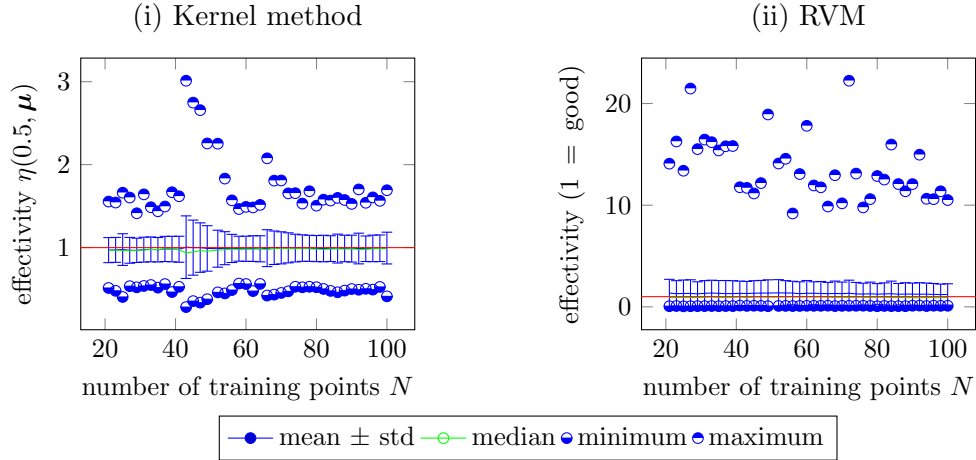 (i) Kernel method
(ii) RVM
effectivity η(0.5, μ)
3
2
1
20 40 60 80 100
number of training points N
effectivity (1 = good)
20
10
0
20 40 60 80 100
number of training points N
mean ± std median minimum maximum